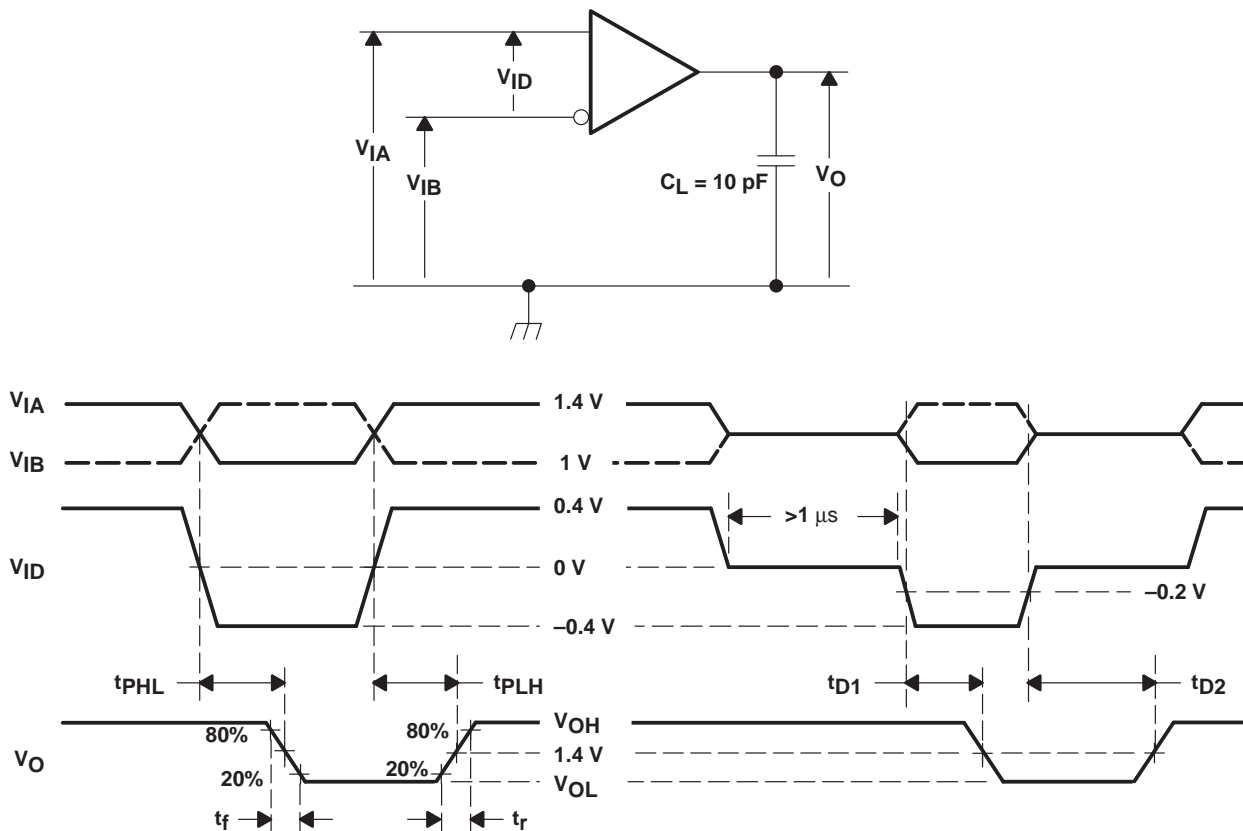 VID
VIA
VIB
CL = 10 pF
VO
VIA
1.4 V
VIB
1 V
0.4 V
>1 μs
VID
0 V
–0.2 V
–0.4 V
tPHL
tPLH
tD1
tD2
VOH
80%
80%
VO
1.4 V
20%
20%
VOL
tf
tr